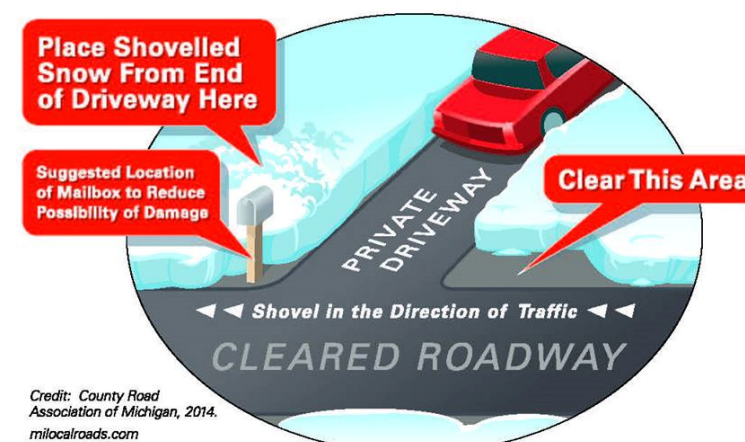 Place Shovelled
Snow From End
of Driveway Here
Suggested Location
of Mailbox to Reduce
Possibility of Damage
Clear This Area
PRIVATE
DRIVEWAY
Shovel in the Direction of Traffic
CLEARED ROADWAY
Credit: County Road
Association of Michigan, 2014.
milocalroads.com